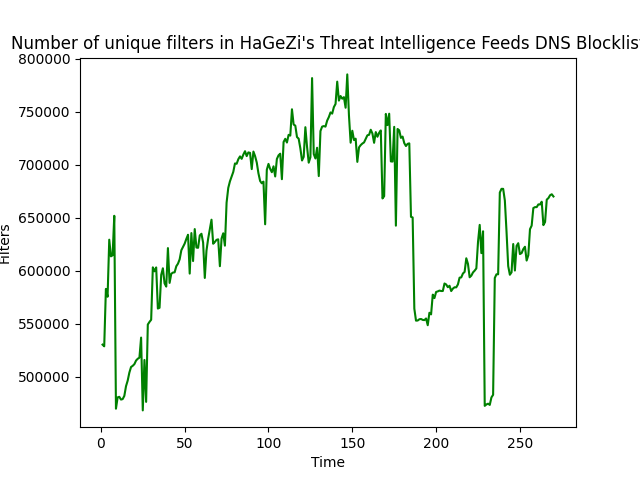 Number of unique filters in HaGeZi's Threat Intelligence Feeds DNS Blocklist
800000
750000
700000
650000
600000
550000
500000
Filters
0 50 100 150 200 250
Time